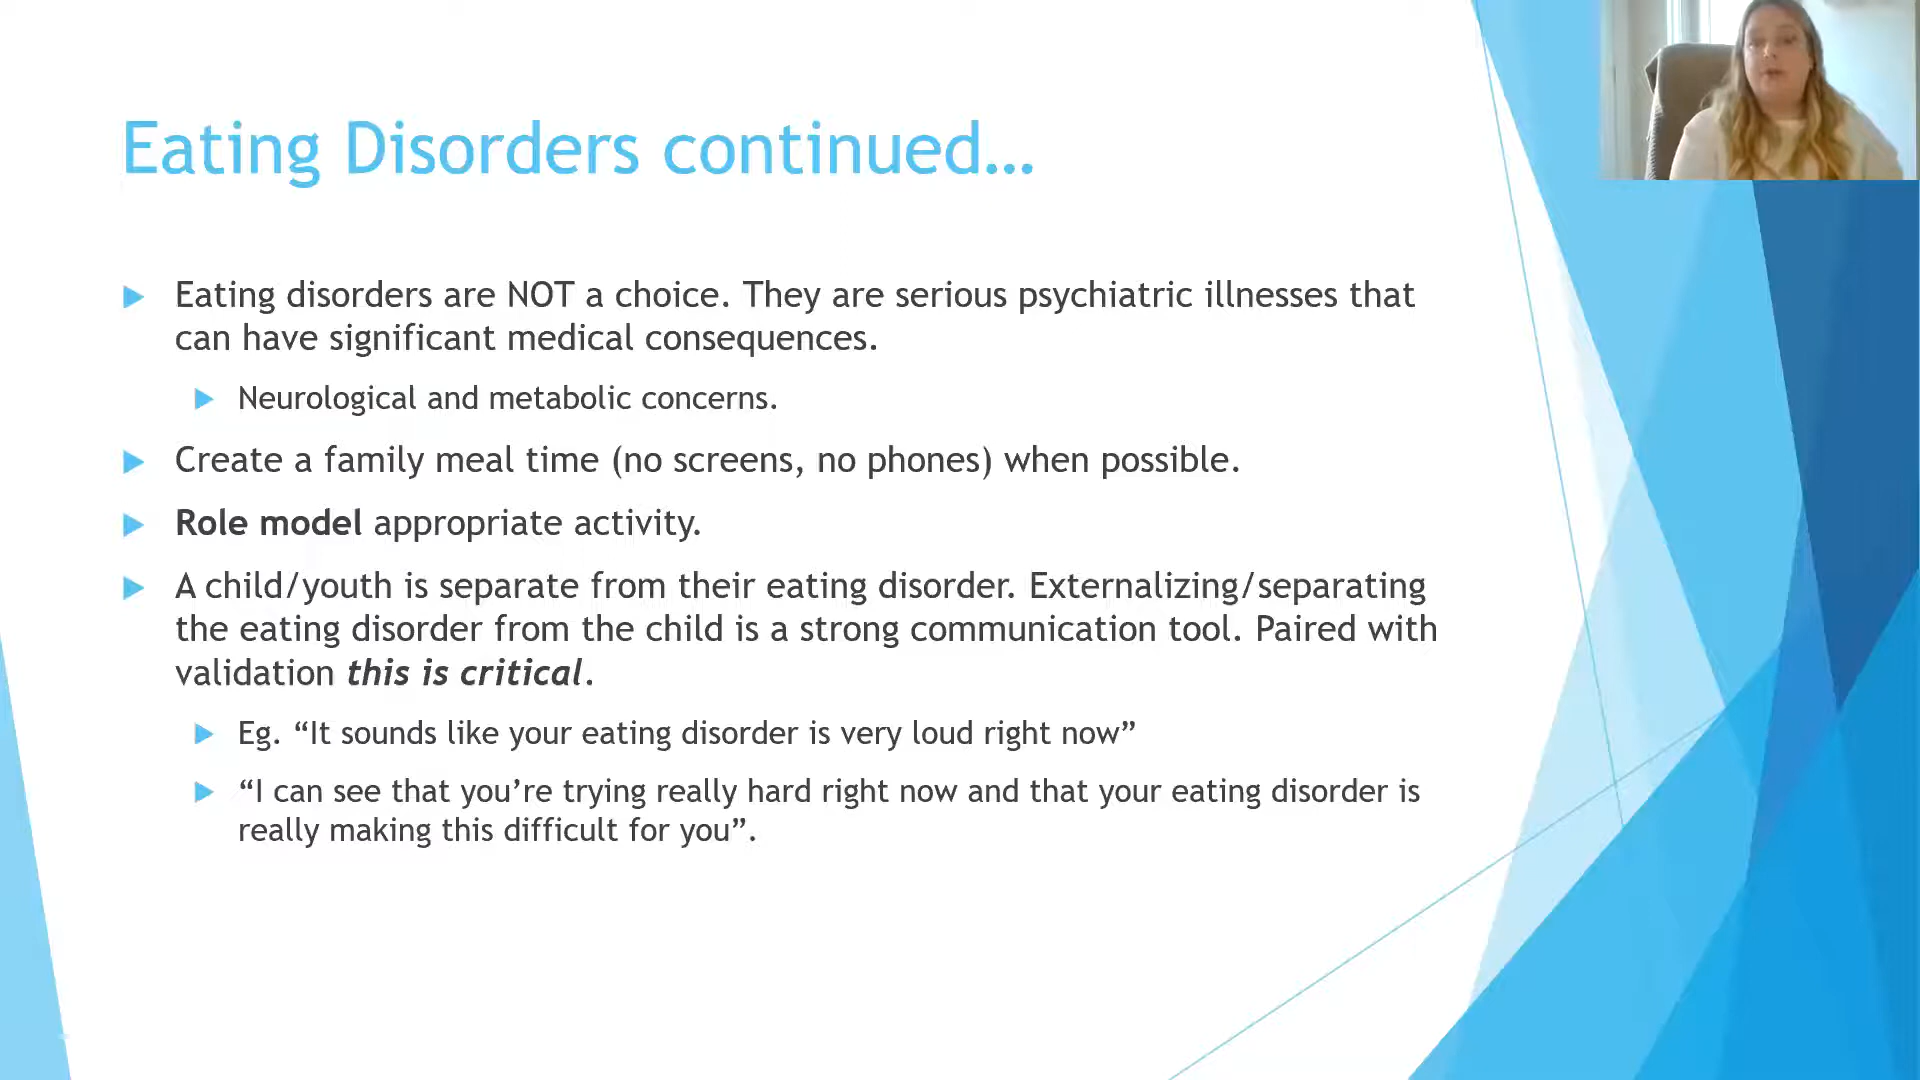 Eating Disorders continued…
Eating disorders are NOT a choice. They are serious psychiatric illnesses that
can have significant medical consequences.
Neurological and metabolic concerns.
Create a family meal time (no screens, no phones) when possible.
Role model appropriate activity.
A child/youth is separate from their eating disorder. Externalizing/separating
the eating disorder from the child is a strong communication tool. Paired with
validation this is critical.
Eg. “It sounds like your eating disorder is very loud right now”
“I can see that you’re trying really hard right now and that your eating disorder is
really making this difficult for you”.